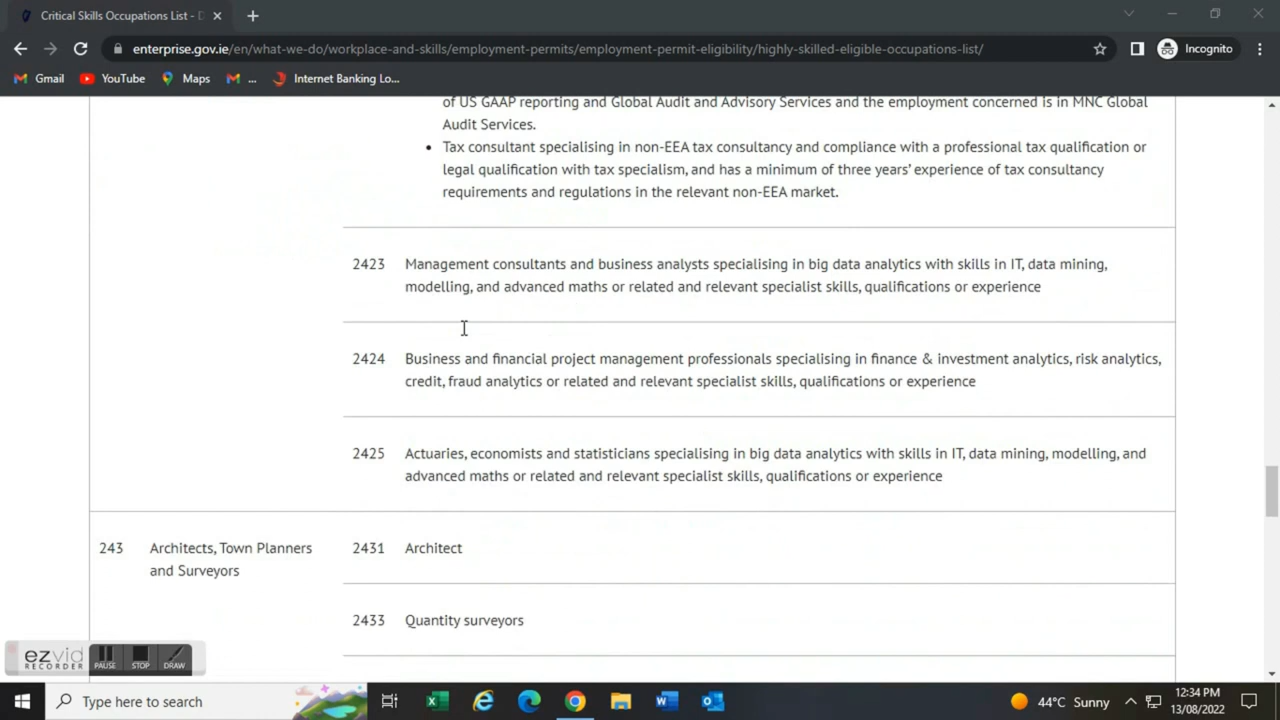 Critical Skills Occupations List - D
enterprise.gov.ie/en/what-we-do/workplace-and-skills/employment-permits/employment-permit-eligibility/highly-skilled-eligible-occupations-list/
Incognito
Gmail
YouTube
Maps
...
Internet Banking Lo...
of US GAAP reporting and Global Audit and Advisory Services and the employment concerned is in MNC Global
Audit Services.
• Tax consultant specialising in non-EEA tax consultancy and compliance with a professional tax qualification or
legal qualification with tax specialism, and has a minimum of three years’ experience of tax consultancy
requirements and regulations in the relevant non-EEA market.
2423 Management consultants and business analysts specialising in big data analytics with skills in IT, data mining,
modelling, and advanced maths or related and relevant specialist skills, qualifications or experience
2424 Business and financial project management professionals specialising in finance & investment analytics, risk analytics,
credit, fraud analytics or related and relevant specialist skills, qualifications or experience
2425 Actuaries, economists and statisticians specialising in big data analytics with skills in IT, data mining, modelling, and
advanced maths or related and relevant specialist skills, qualifications or experience
243 Architects, Town Planners 2431 Architect
and Surveyors
2433 Quantity surveyors
ezvid
RECORDER
PAUSE STOP DRAW
Type here to search
44°C Sunny
12:34 PM
13/08/2022